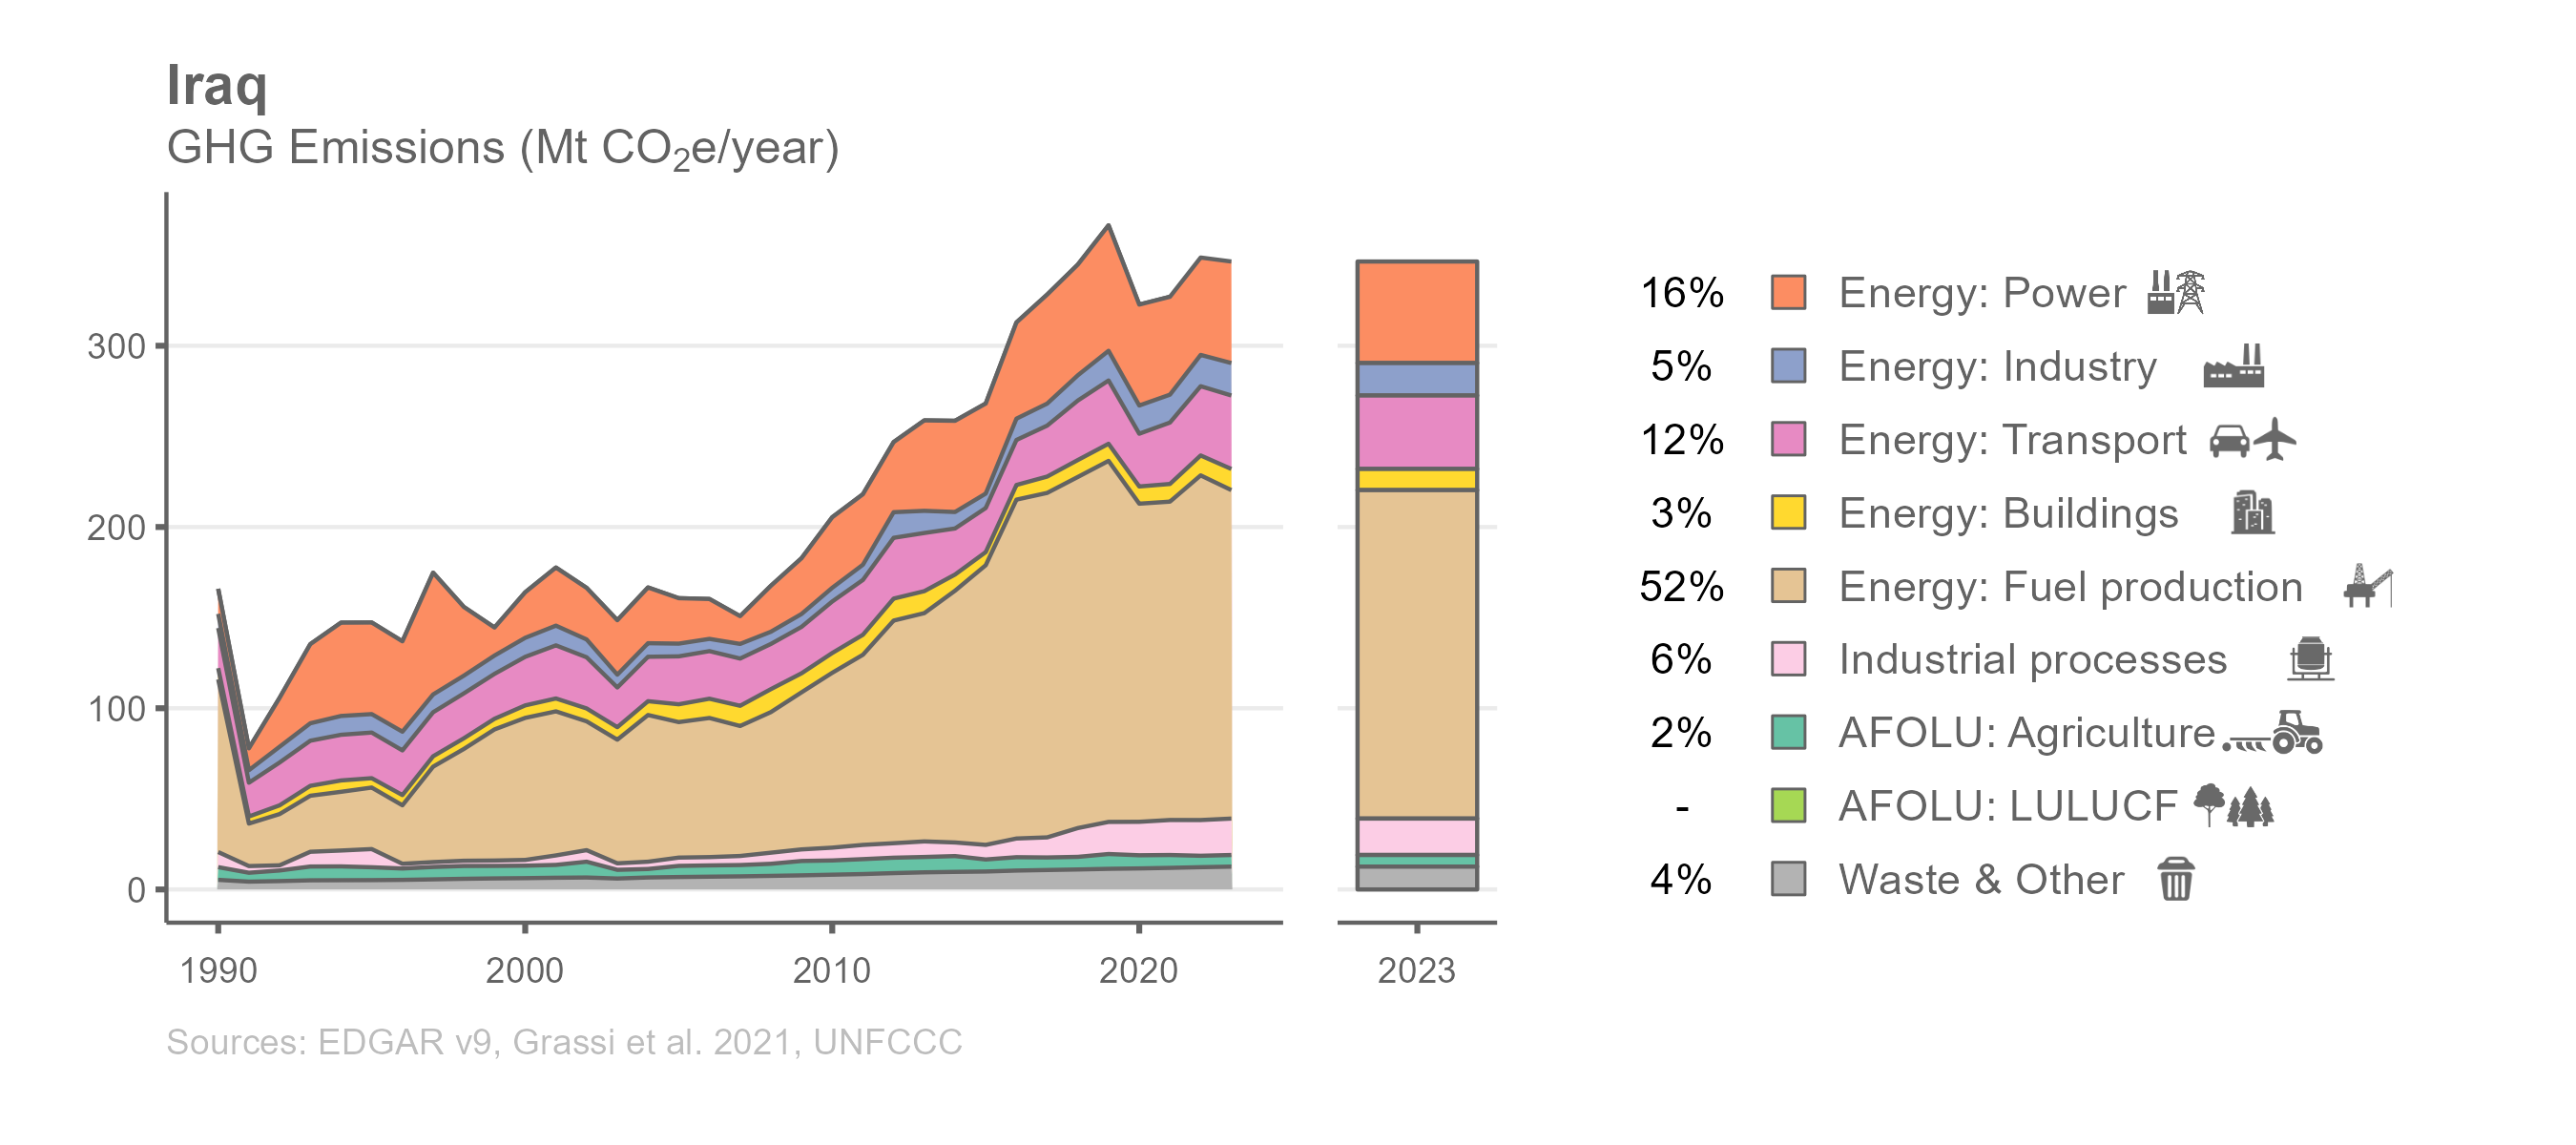 Iraq
GHG Emissions (Mt CO₂e/year)
300
200
100
0
1990
2000
2010
2020
2023
16% Energy: Power
5% Energy: Industry
12% Energy: Transport
3% Energy: Buildings
52% Energy: Fuel production
6% Industrial processes
2% AFOLU: Agriculture
- AFOLU: LULUCF
4% Waste & Other
Sources: EDGAR v9, Grassi et al. 2021, UNFCCC